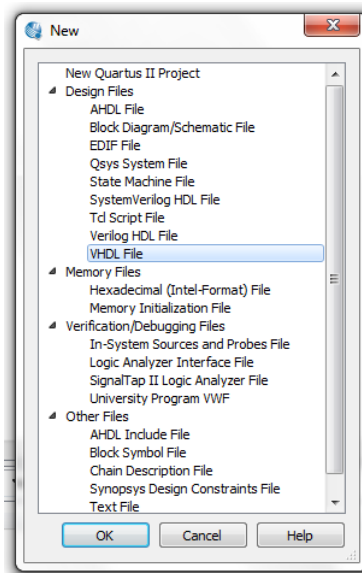 New
New Quartus II Project
Design Files
AHDL File
Block Diagram/Schematic File
EDIF File
Qsys System File
State Machine File
SystemVerilog HDL File
Tcl Script File
Verilog HDL File
VHDL File
Memory Files
Hexadecimal (Intel-Format) File
Memory Initialization File
Verification/Debugging Files
In-System Sources and Probes File
Logic Analyzer Interface File
SignalTap II Logic Analyzer File
University Program VWF
Other Files
AHDL Include File
Block Symbol File
Chain Description File
Synopsys Design Constraints File
Text File
OK Cancel Help